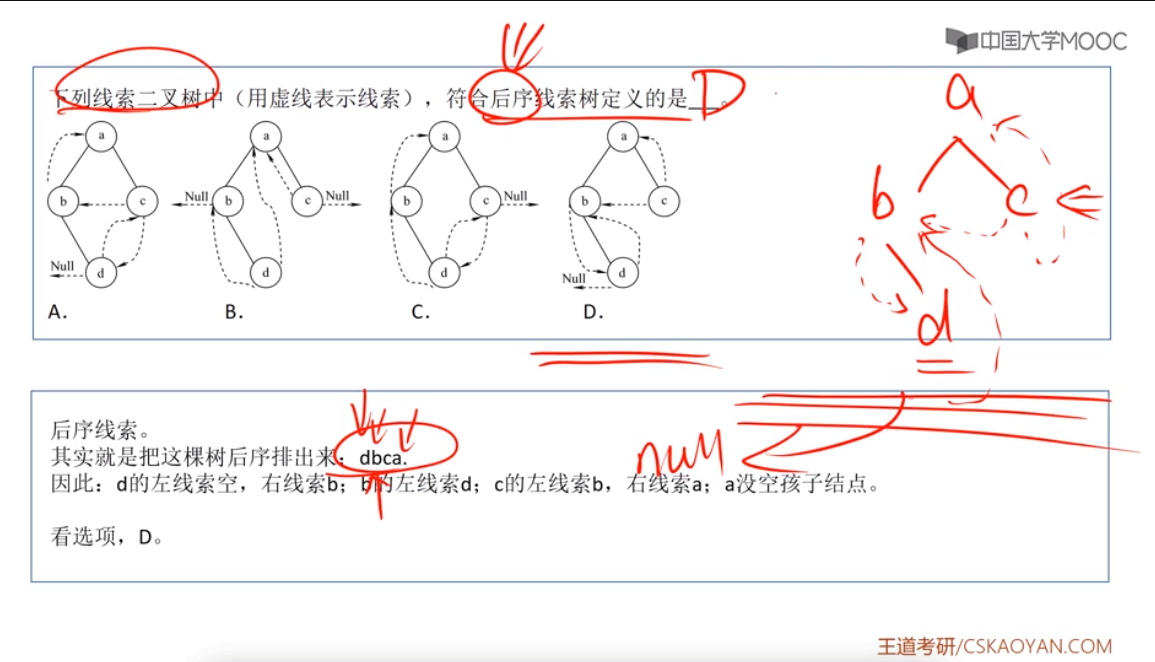 中国大学MOOC
下列线索二叉树中（用虚线表示线索），符合后序线索树定义的是___。 D
a a a a
b c Null b c Null b c Null b c
Null d d d Null d
A. B. C. D.
a
b c
d
后序线索。
其实就是把这棵树后序排出来：dbca.
null
因此：d的左线索空，右线索b；b的左线索d；c的左线索b，右线索a；a没空孩子结点。
看选项，D。
王道考研/CSKAOYAN.COM